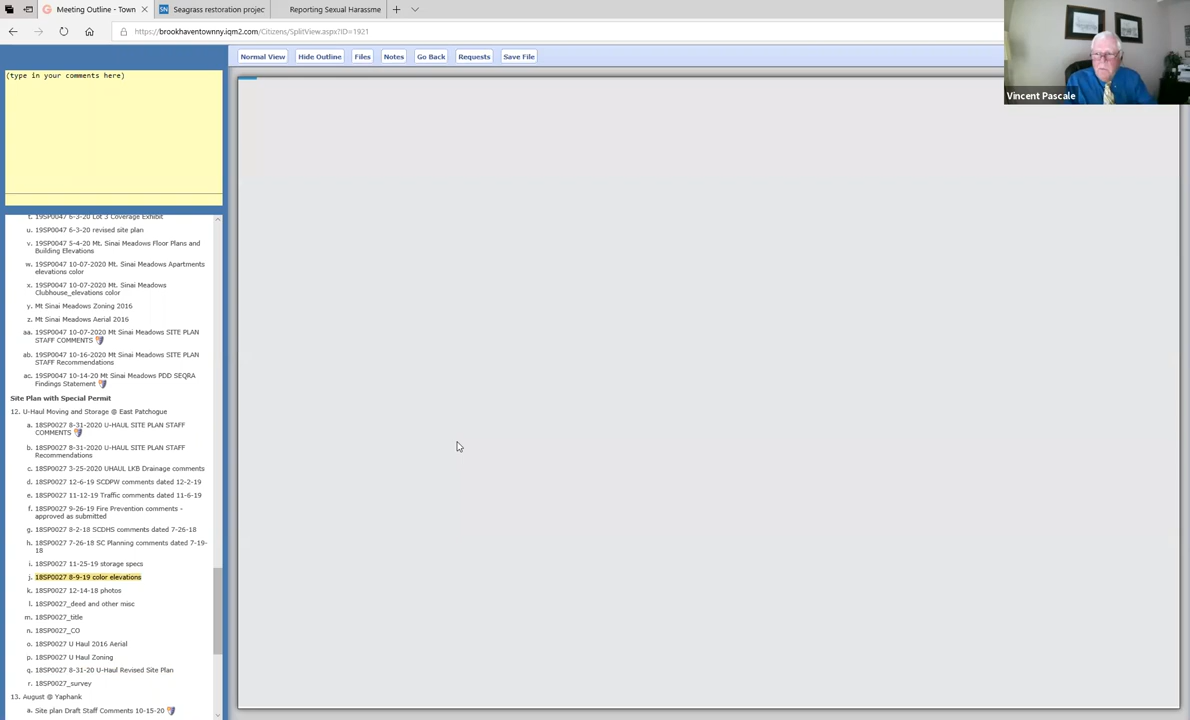 Meeting Outline - Town
Seagrass restoration projec
Reporting Sexual Harassme
https://brookhaventownny.iqm2.com/Citizens/SplitView.aspx?ID=1921
Normal View
Hide Outline
Files
Notes
Go Back
Requests
Save File
Vincent Pascale
(type in your comments here)
t. 19SP0047 6-3-20 Lot 3 Coverage Exhibit
u. 19SP0047 6-3-20 revised site plan
v. 19SP0047 5-4-20 Mt. Sinai Meadows Floor Plans and
Building Elevations
w. 19SP0047 10-07-2020 Mt. Sinai Meadows Apartments
elevations color
x. 19SP0047 10-07-2020 Mt. Sinai Meadows
Clubhouse_elevations color
y. Mt Sinai Meadows Zoning 2016
z. Mt Sinai Meadows Aerial 2016
aa. 19SP0047 10-07-2020 Mt Sinai Meadows SITE PLAN
STAFF COMMENTS
ab. 19SP0047 10-16-2020 Mt Sinai Meadows SITE PLAN
STAFF Recommendations
ac. 19SP0047 10-14-20 Mt Sinai Meadows PDD SEQRA
Findings Statement
Site Plan with Special Permit
12. U-Haul Moving and Storage @ East Patchogue
a. 18SP0027 8-31-2020 U-HAUL SITE PLAN STAFF
COMMENTS
b. 18SP0027 8-31-2020 U-HAUL SITE PLAN STAFF
Recommendations
c. 18SP0027 3-25-2020 UHAUL LKB Drainage comments
d. 18SP0027 12-6-19 SCDPW comments dated 12-2-19
e. 18SP0027 11-12-19 Traffic comments dated 11-6-19
f. 18SP0027 9-26-19 Fire Prevention comments -
approved as submitted
g. 18SP0027 8-2-18 SCDHS comments dated 7-26-18
h. 18SP0027 7-26-18 SC Planning comments dated 7-19-
18
i. 18SP0027 11-25-19 storage specs
j. 18SP0027 8-9-19 color elevations
k. 18SP0027 12-14-18 photos
l. 18SP0027_deed and other misc
m. 18SP0027_title
n. 18SP0027_CO
o. 18SP0027 U Haul 2016 Aerial
p. 18SP0027 U Haul Zoning
q. 18SP0027 8-31-20 U-Haul Revised Site Plan
r. 18SP0027_survey
13. August @ Yaphank
a. Site plan Draft Staff Comments 10-15-20